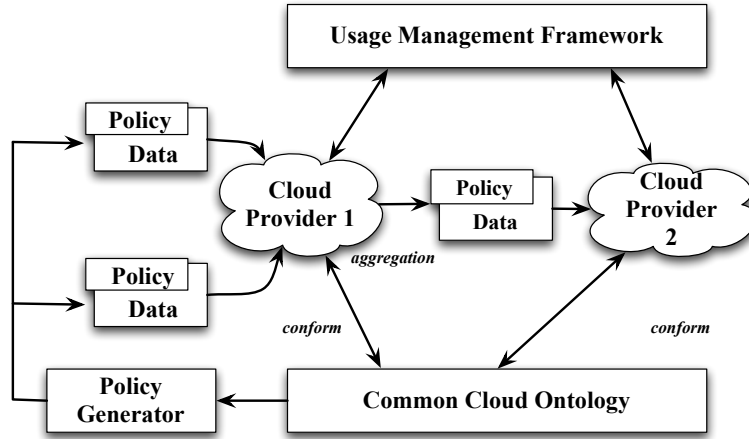 Usage Management Framework
Policy
Data
Cloud
Provider 1
Policy
Data
Cloud
Provider
2
aggregation
Policy
Data
conform
conform
Policy
Generator
Common Cloud Ontology